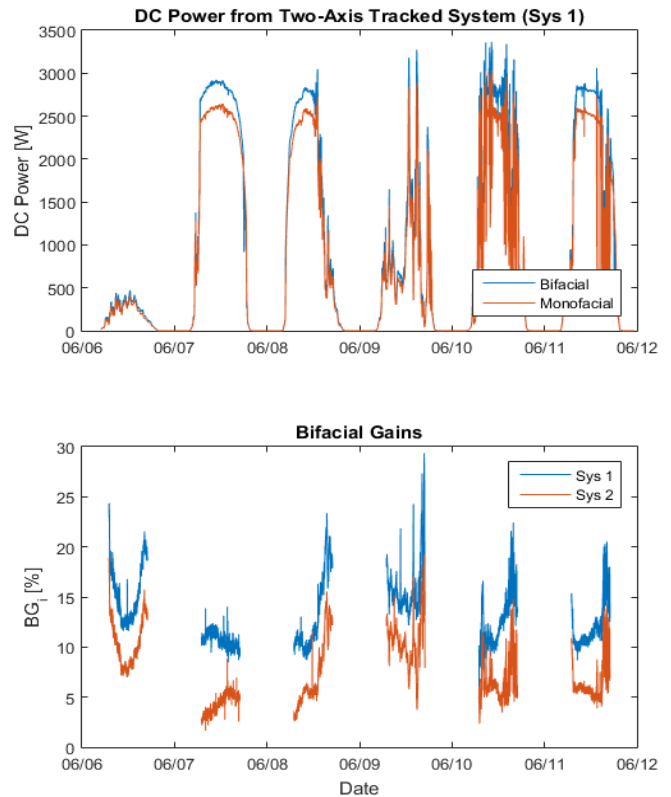 DC Power from Two-Axis Tracked System (Sys 1)
3500
3000
2500
2000
1500
1000
500
0
DC Power [W]
Bifacial
Monofacial
06/06 06/07 06/08 06/09 06/10 06/11 06/12
Bifacial Gains
30
25
20
15
10
5
0
BG_i [%]
Sys 1
Sys 2
06/06 06/07 06/08 06/09 06/10 06/11 06/12
Date